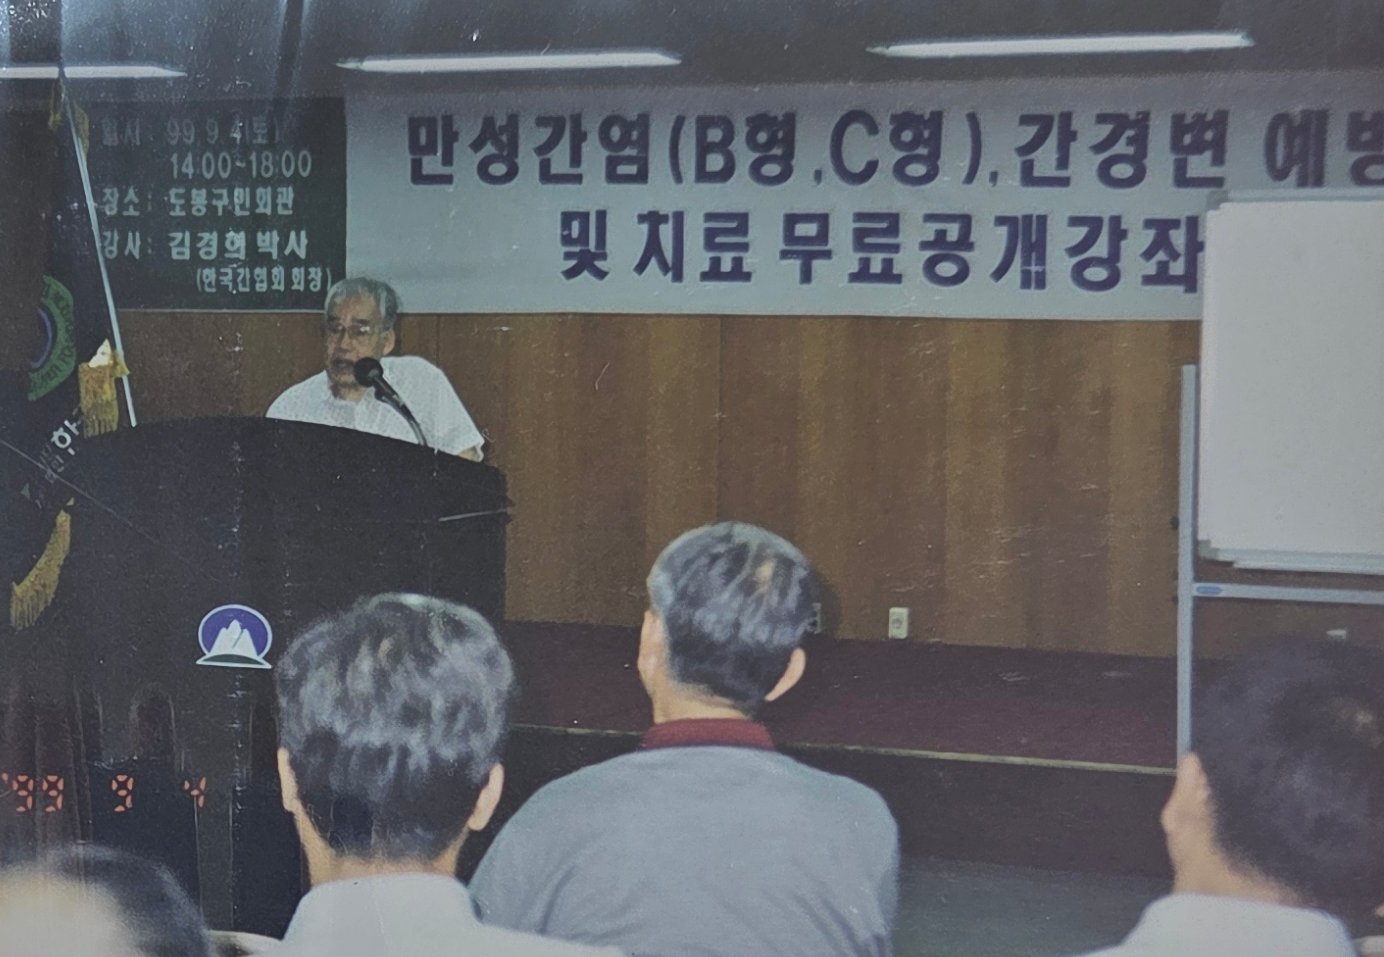 일시 : 99. 9. 4(토)
14:00~18:00
장소 : 도봉구민회관
강사 : 김경희 박사
(한국간협회 회장)
만성간염(B형,C형), 간경변 예방
및 치료 무료공개강좌
'99 9 4